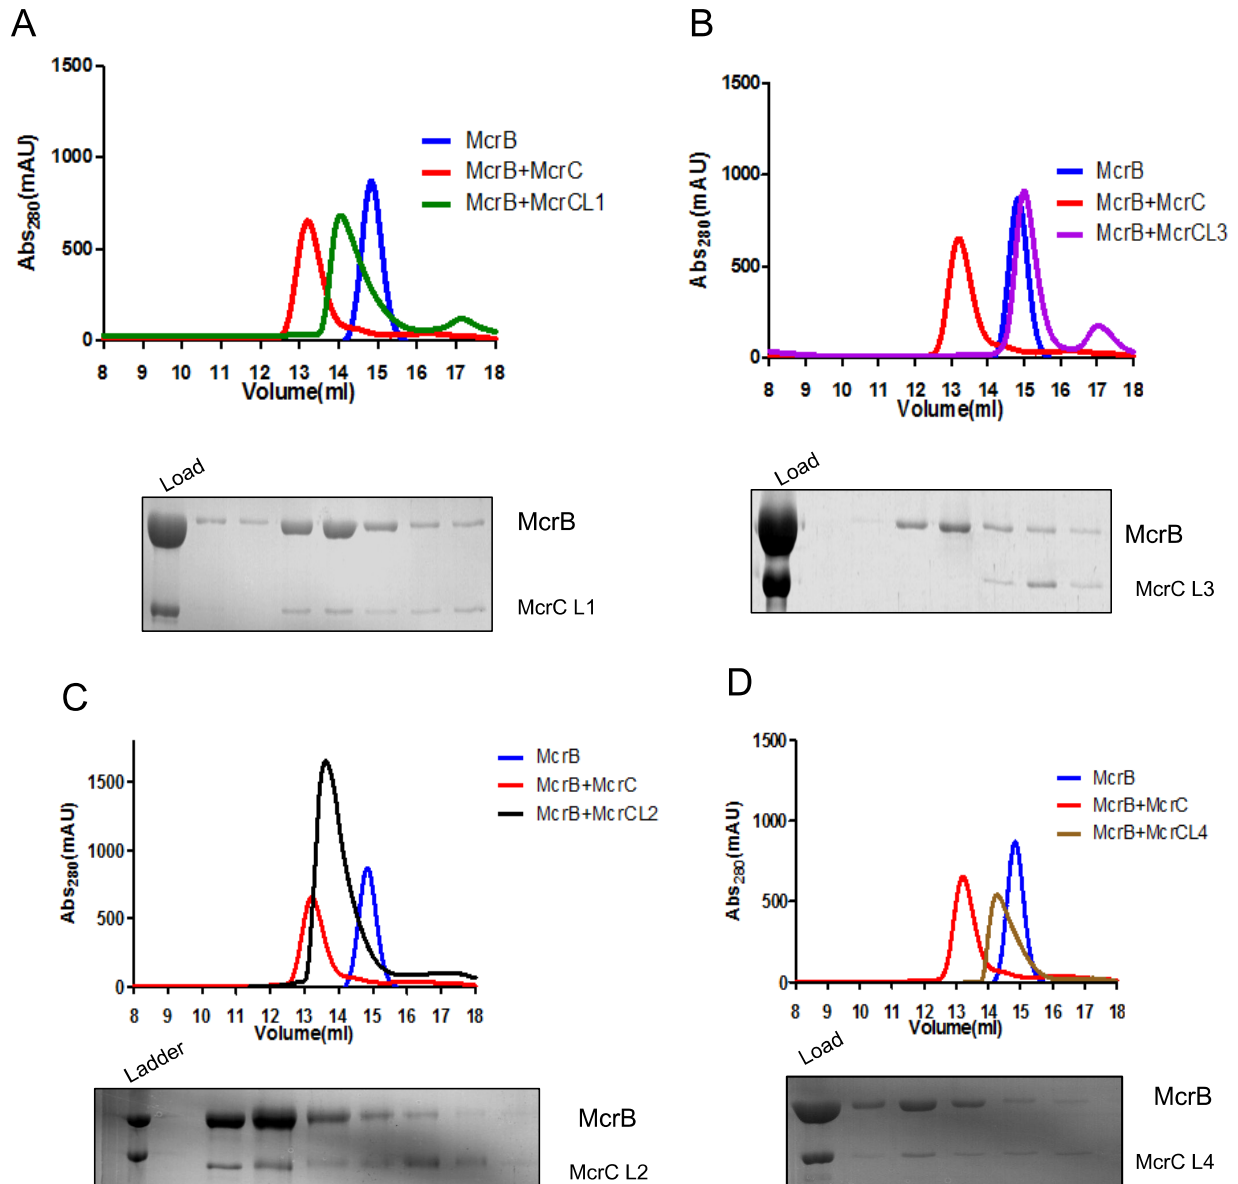 A
1500
1000
500
0
Abs280(mAU)
8 9 10 11 12 13 14 15 16 17 18
Volume(ml)
McrB
McrB+McrC
McrB+McrCL1
Load
McrB
McrC L1
B
1500
1000
500
0
Abs280(mAU)
8 9 10 11 12 13 14 15 16 17 18
Volume(ml)
McrB
McrB+McrC
McrB+McrCL3
Load
McrB
McrC L3
C
1500
1000
500
0
Abs280(mAU)
8 9 10 11 12 13 14 15 16 17 18
Volume(ml)
McrB
McrB+McrC
McrB+McrCL2
Ladder
McrB
McrC L2
D
1500
1000
500
0
Abs280(mAU)
8 9 10 11 12 13 14 15 16 17 18
Volume(ml)
McrB
McrB+McrC
McrB+McrCL4
Load
McrB
McrC L4